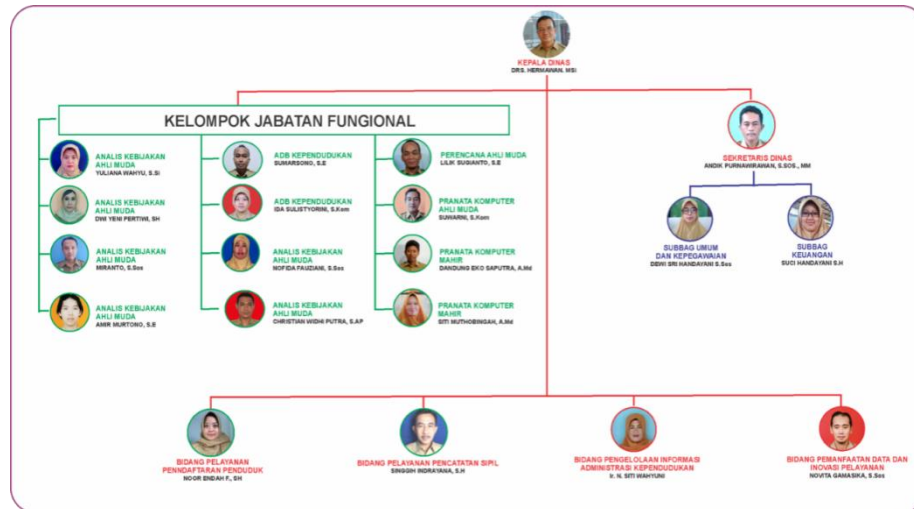 KEPALA DINAS
DRS. HERMAWAN. MSi
KELOMPOK JABATAN FUNGIONAL
ANALIS KEBIJAKAN
AHLI MUDA
YULIANA WAHYU, S.Si
ANALIS KEBIJAKAN
AHLI MUDA
DWI YENI PERTIWI, SH
ANALIS KEBIJAKAN
AHLI MUDA
MIRANTO, S.Sos
ANALIS KEBIJAKAN
AHLI MUDA
AMIR MURTONO, S.E
ADB KEPENDUDUKAN
SUMARSONO, S.E
ADB KEPENDUDUKAN
IDA SULISTYORINI, S.Kom
ANALIS KEBIJAKAN
AHLI MUDA
MOFIDA FAUZIANI, S.Sos
ANALIS KEBIJAKAN
AHLI MUDA
CHRISTIAN WIDHI PUTRA, S.AP
PERENCANA AHLI MUDA
LILIK SUGIANTO, S.E
PRANATA KOMPUTER
AHLI MUDA
SUWARNI, S.Kom
PRANATA KOMPUTER
MAHIR
DANDUNG EKO SAPUTRA, A.Md
PRANATA KOMPUTER
MAHIR
SITI MUTHOBINGAH, A.Md
SEKRETARIS DINAS
ANDIK PURNAWIRAWAN, S.SOS., MM
SUBBAG UMUM
DAN KEPEGAWAIAN
DEWI SRI HANDAYANI S.Sos
SUBBAG
KEUANGAN
SUCI HANDAYANI S.H
BIDANG PELAYANAN
PENNDAFTARAN PENDUDUK
NOOR ENDAH F., SH
BIDANG PELAYANAN PENCATATAN SIPIL
SINGGIH INDRAYANA, S.H
BIDANG PENGELOLAAN INFORMASI
ADMINISTRASI KEPENDUDUKAN
Ir. N. SITI WAHYUNI
BIDANG PEMANFAATAN DATA DAN
INOVASI PELAYANAN
NOVITA GAMASIKA, S.Sos